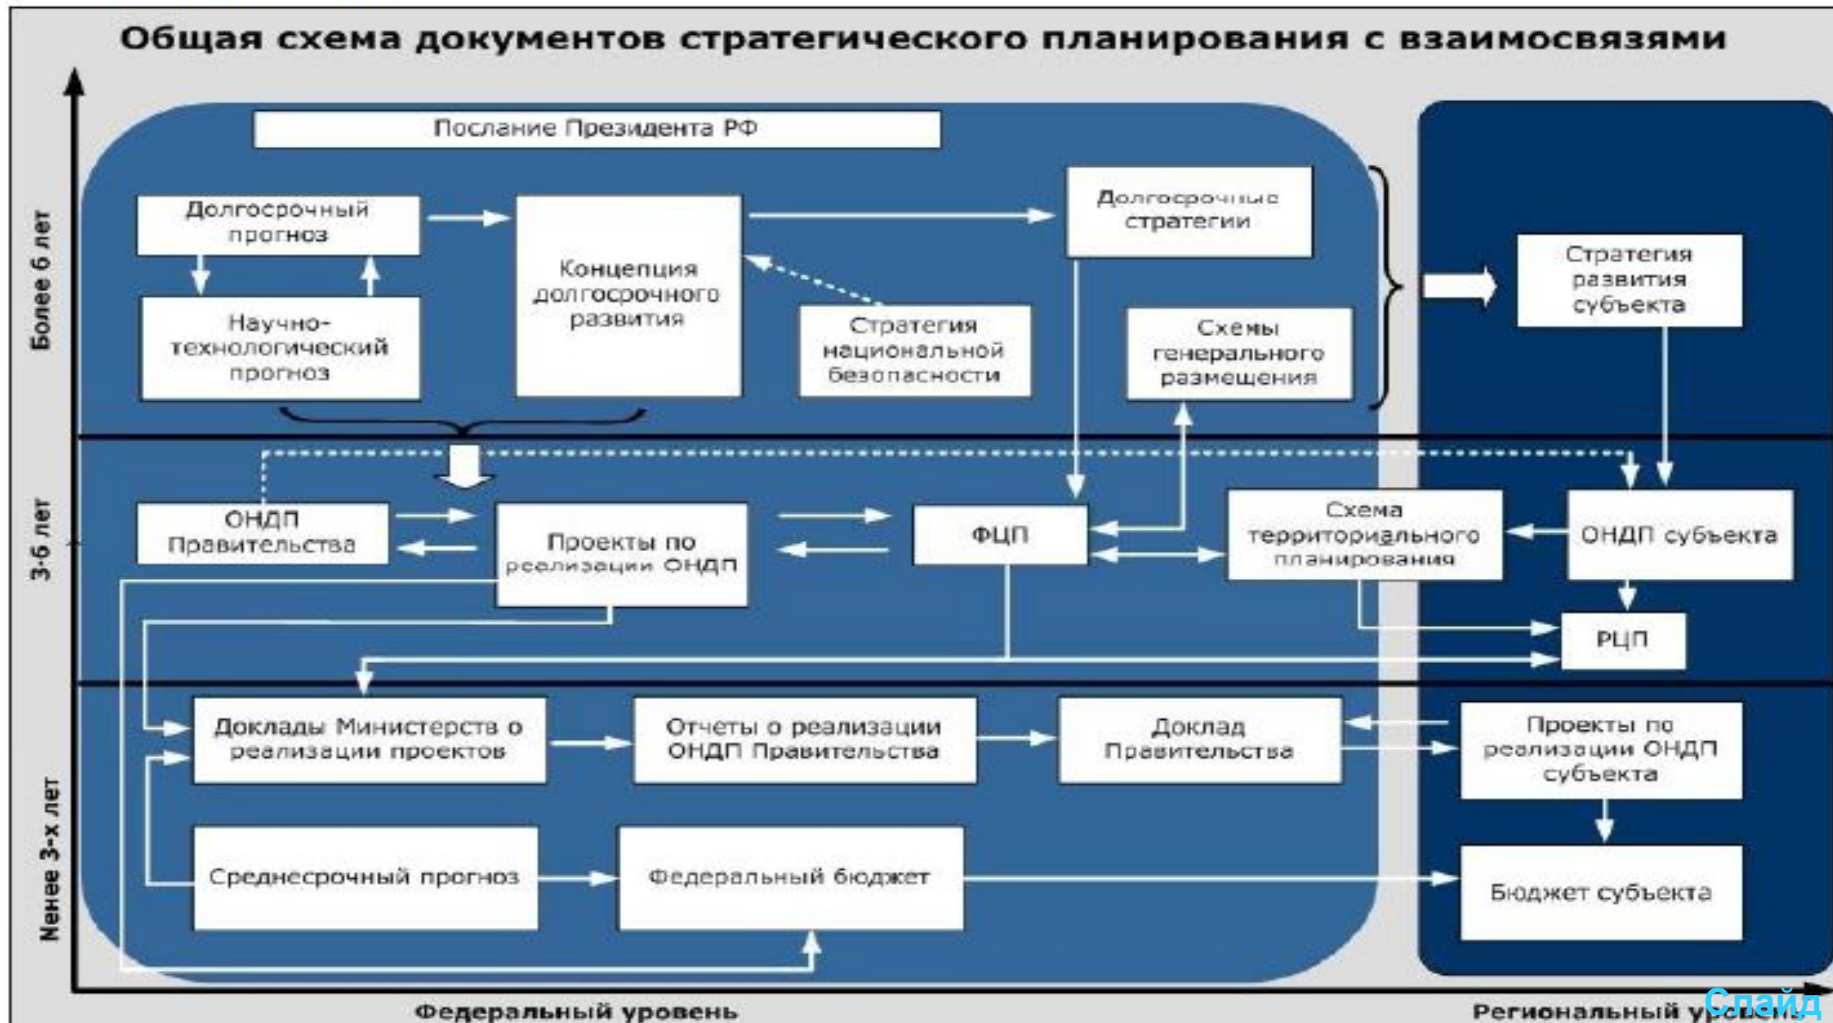 Общая схема документов стратегического планирования с взаимосвязями
Послание Президента РФ
Более 6 лет
Долгосрочный
прогноз
Научно-
технологический
прогноз
Концепция
долгосрочного
развития
Стратегия
национальной
безопасности
Долгосрочные
стратегии
Схемы
генерального
размещения
Стратегия
развития
субъекта
3-6 лет
ОНДП
Правительства
Проекты по
реализации ОНДП
ФЦП
Схема
территориального
планирования
ОНДП субъекта
РЦП
Менее 3-х лет
Доклады Министерств о
реализации проектов
Отчеты о реализации
ОНДП Правительства
Доклад
Правительства
Проекты по
реализации ОНДП
субъекта
Среднесрочный прогноз
Федеральный бюджет
Бюджет субъекта
Федеральный уровень
Региональный уровень
Слайд